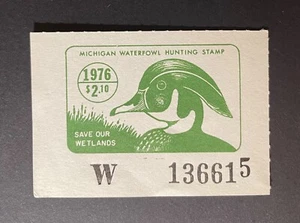 MICHIGAN WATERFOWL HUNTING STAMP
1976
$2.10
SAVE OUR
WETLANDS
W 136615